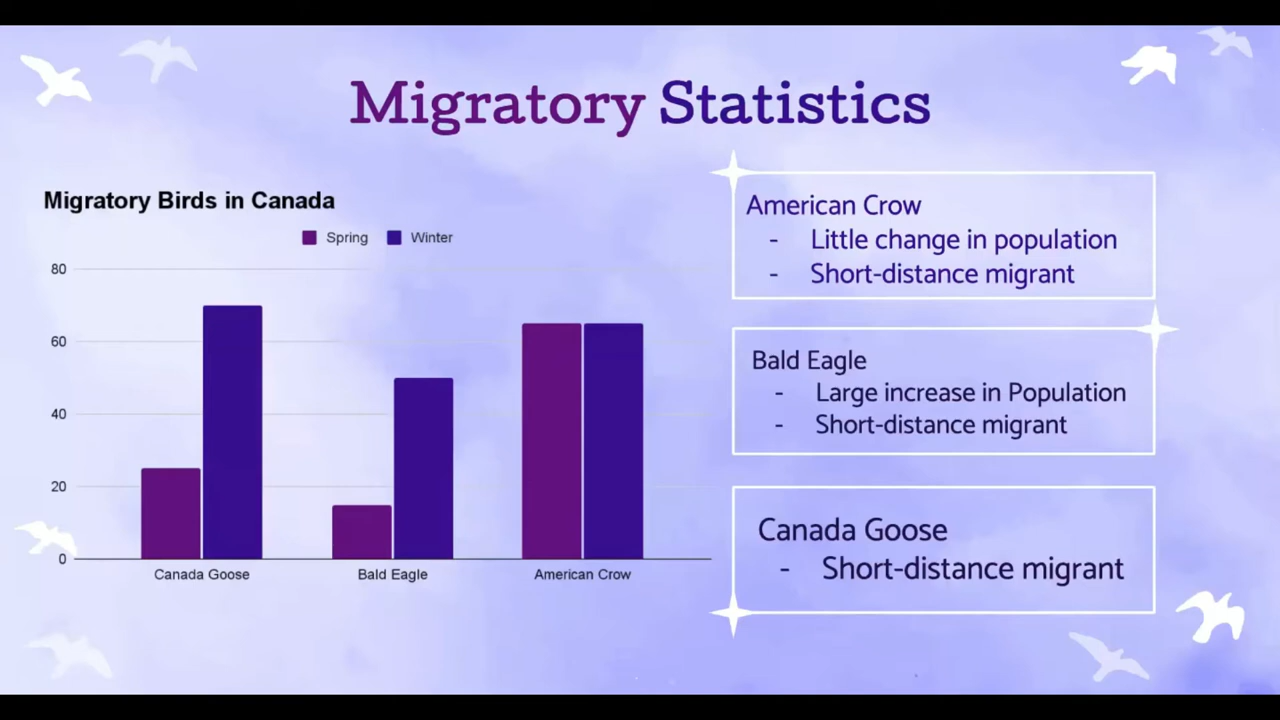 Migratory Statistics
Migratory Birds in Canada
Spring Winter
80
60
40
20
0
Canada Goose Bald Eagle American Crow
American Crow
- Little change in population
- Short-distance migrant
Bald Eagle
- Large increase in Population
- Short-distance migrant
Canada Goose
- Short-distance migrant